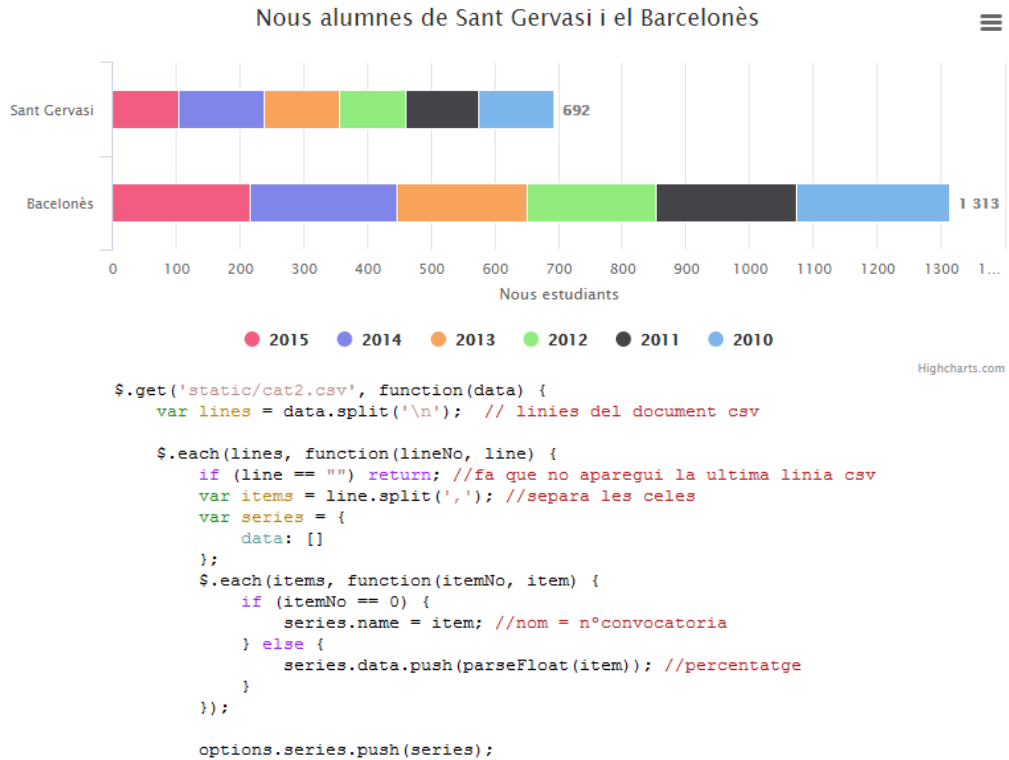 Nous alumnes de Sant Gervasi i el Barcelonès
Sant Gervasi
692
Bacelonès
1 313
0 100 200 300 400 500 600 700 800 900 1000 1100 1200 1300 1...
Nous estudiants
2015 2014 2013 2012 2011 2010
Highcharts.com
$.get('static/cat2.csv', function(data) {
    var lines = data.split('\n');  // linies del document csv

    $.each(lines, function(lineNo, line) {
        if (line == "") return; //fa que no aparegui la ultima linia csv
        var items = line.split(','); //separa les celes
        var series = {
            data: []
        };
        $.each(items, function(itemNo, item) {
            if (itemNo == 0) {
                series.name = item; //nom = nºconvocatoria
            } else {
                series.data.push(parseFloat(item)); //percentatge
            }
        });

        options.series.push(series);